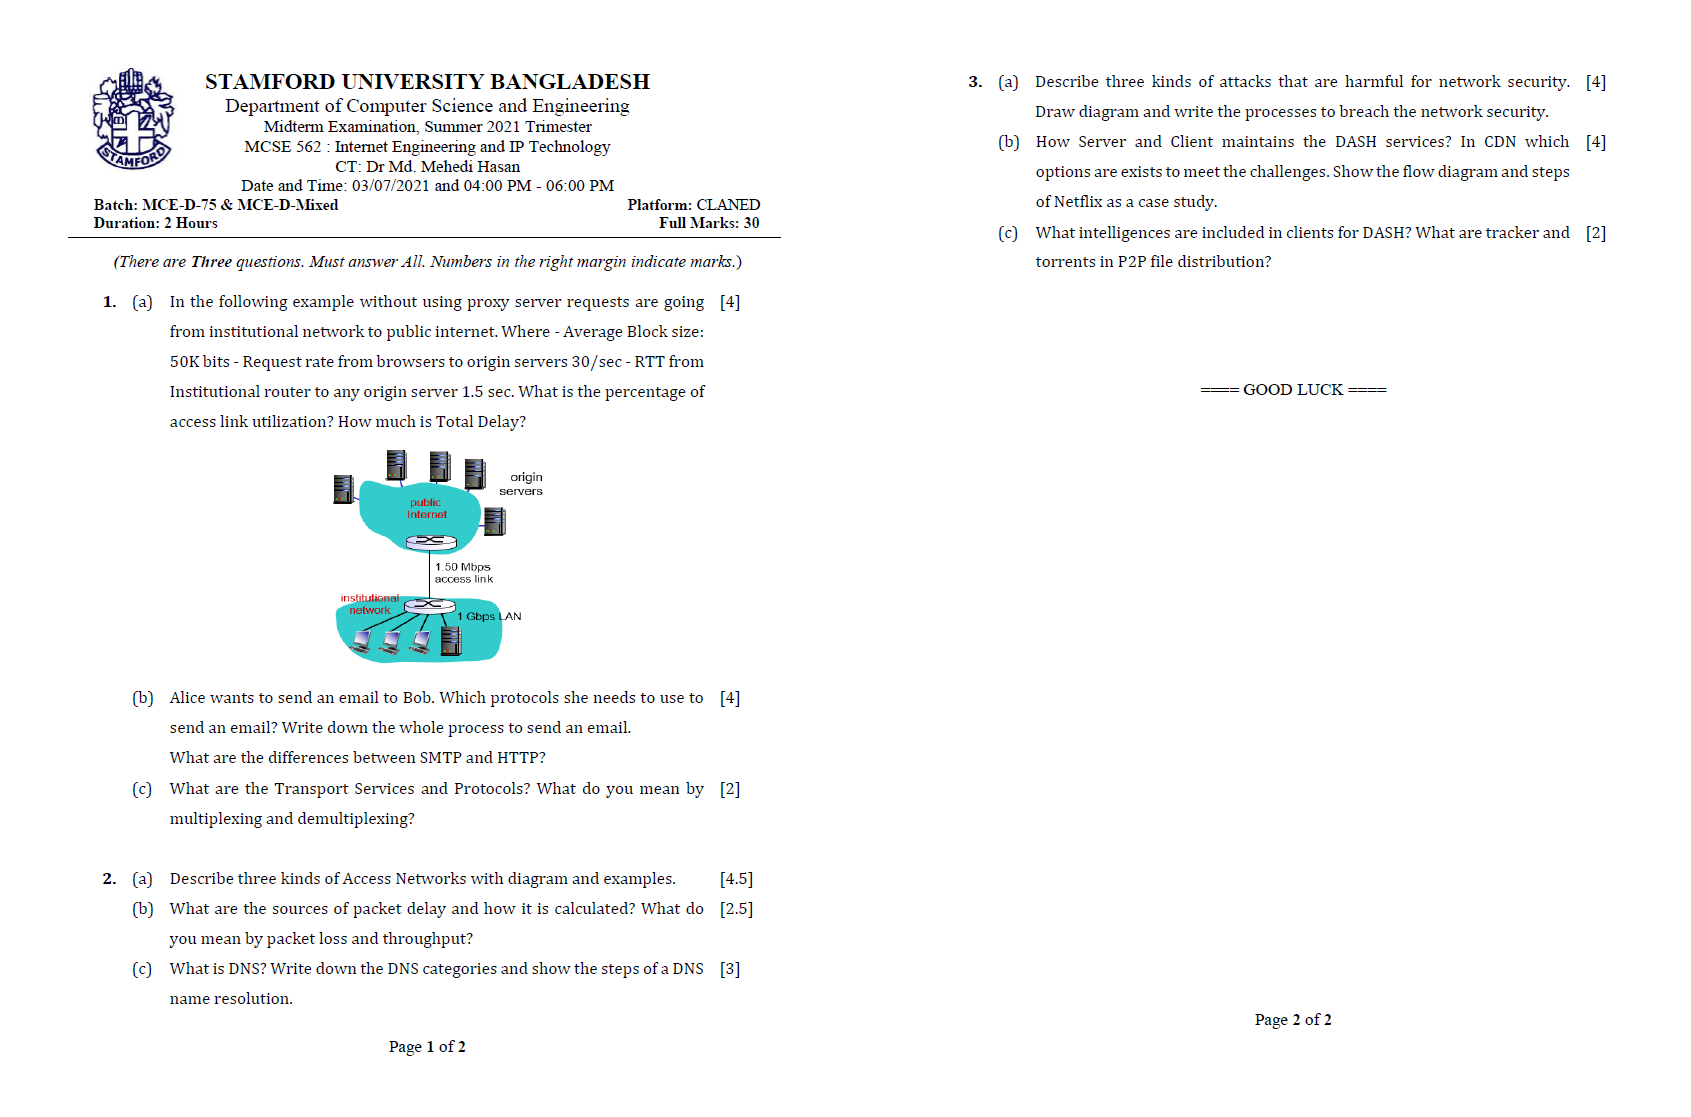 STAMFORD UNIVERSITY BANGLADESH
Department of Computer Science and Engineering
Midterm Examination, Summer 2021 Trimester
MCSE 562 : Internet Engineering and IP Technology
CT: Dr Md. Mehedi Hasan
Date and Time: 03/07/2021 and 04:00 PM - 06:00 PM
STAMFORD
Batch: MCE-D-75 & MCE-D-Mixed Platform: CLANED
Duration: 2 Hours Full Marks: 30
(There are Three questions. Must answer All. Numbers in the right margin indicate marks.)
1. (a) In the following example without using proxy server requests are going [4]
from institutional network to public internet. Where - Average Block size:
50K bits - Request rate from browsers to origin servers 30/sec - RTT from
Institutional router to any origin server 1.5 sec. What is the percentage of
access link utilization? How much is Total Delay?
origin
servers
public
Internet
1.50 Mbps
access link
institutional
network
1 Gbps LAN
(b) Alice wants to send an email to Bob. Which protocols she needs to use to [4]
send an email? Write down the whole process to send an email.
What are the differences between SMTP and HTTP?
(c) What are the Transport Services and Protocols? What do you mean by [2]
multiplexing and demultiplexing?
2. (a) Describe three kinds of Access Networks with diagram and examples. [4.5]
(b) What are the sources of packet delay and how it is calculated? What do [2.5]
you mean by packet loss and throughput?
(c) What is DNS? Write down the DNS categories and show the steps of a DNS [3]
name resolution.
Page 1 of 2
3. (a) Describe three kinds of attacks that are harmful for network security. [4]
Draw diagram and write the processes to breach the network security.
(b) How Server and Client maintains the DASH services? In CDN which [4]
options are exists to meet the challenges. Show the flow diagram and steps
of Netflix as a case study.
(c) What intelligences are included in clients for DASH? What are tracker and [2]
torrents in P2P file distribution?
==== GOOD LUCK ====
Page 2 of 2